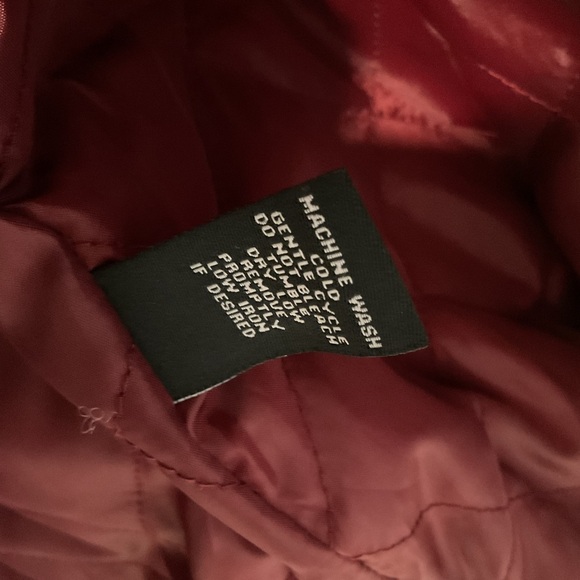 MACHINE WASH
COLD
GENTLE CYCLE
DO NOT BLEACH
TUMBLE
DRY LOW
REMOVE
PROMPTLY
LOW IRON
IF DESIRED